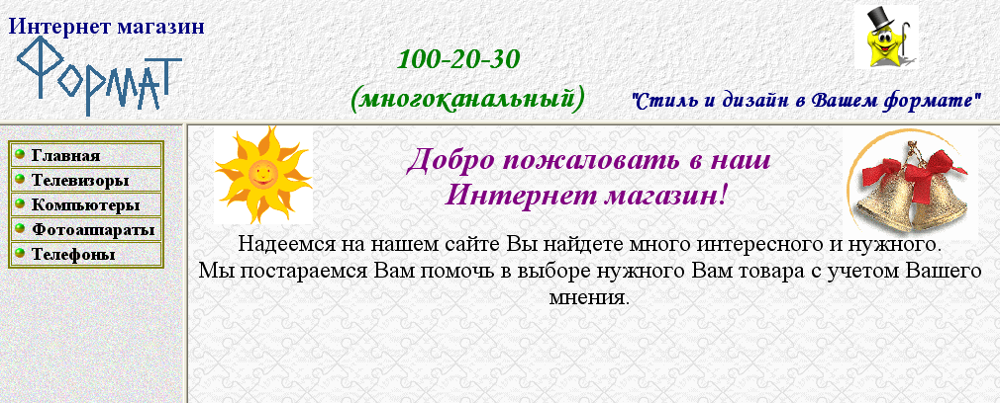 Интернет магазин
Формат
100-20-30
(многоканальный)
"Стиль и дизайн в Вашем формате"
Главная
Телевизоры
Компьютеры
Фотоаппараты
Телефоны
Добро пожаловать в наш
Интернет магазин!
Надеемся на нашем сайте Вы найдете много интересного и нужного.
Мы постараемся Вам помочь в выборе нужного Вам товара с учетом Вашего
мнения.